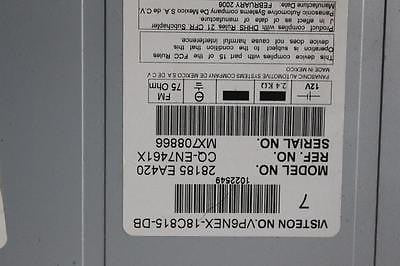 VISTEON NO.VP6NEX-18C815-DB
7
1022549
MODEL NO. 28185 EA420
REF. NO. CQ-EN7461X
SERIAL NO. MX708866
12V
2.4 KΩ
FM 75 Ohm
MADE IN MEXICO
PANASONIC AUTOMOTIVE SYSTEMS COMPANY DE MEXICO S.A. DE C.V
This device complies with part 15 of the FCC Rules
Operation is subject to the condition that this
device does not cause harmful interference.
Product complies with DHHS Rules 21 CFR Subchapter
J in effect as of date of manufacture
Panasonic Automotive Systems Company De Mexico S.A. de C.V.
Manufacture Date FEBRUARY 2006